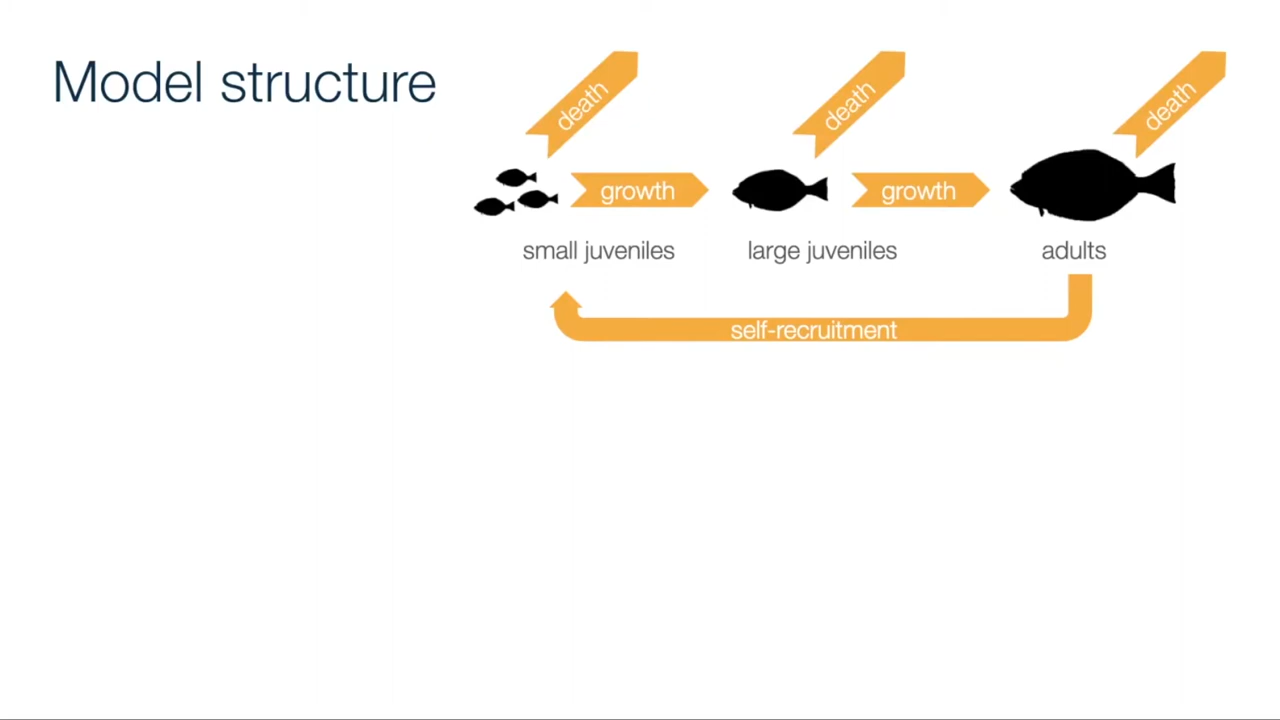 Model structure
death
death
death
growth
growth
small juveniles
large juveniles
adults
self-recruitment